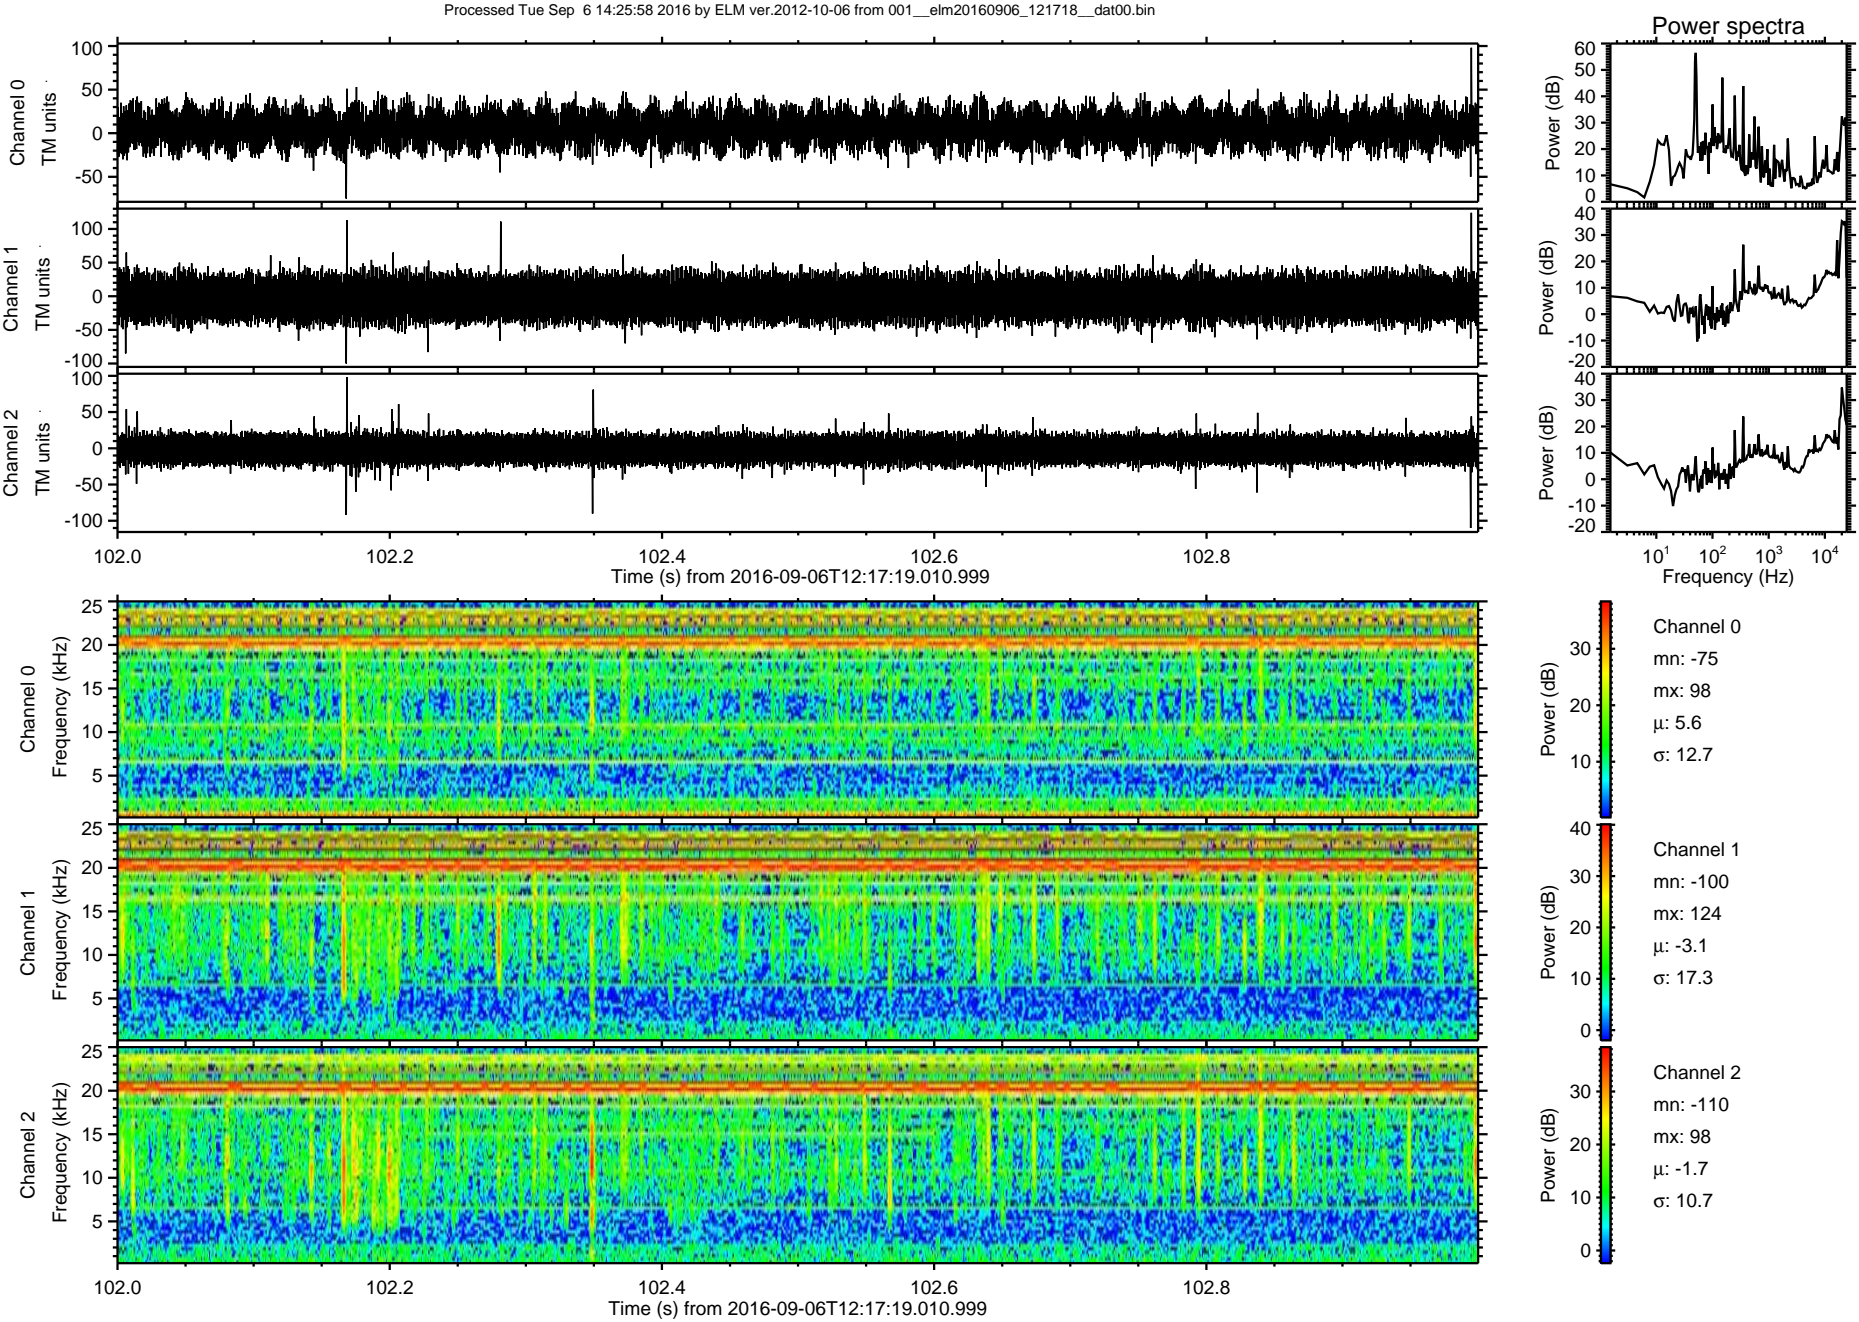 Processed Tue Sep  6 14:25:58 2016 by ELM ver.2012-10-06 from 001__elm20160906_121718__dat00.bin
Power spectra
Channel 0
TM units
100
50
0
-50
Power (dB)
60
50
40
30
20
10
0
Channel 1
TM units
100
50
0
-50
-100
Power (dB)
40
30
20
10
0
-10
-20
Channel 2
TM units
100
50
0
-50
-100
Power (dB)
40
30
20
10
0
-10
-20
102.0 102.2 102.4 102.6 102.8
Time (s) from 2016-09-06T12:17:19.010.999
10¹ 10² 10³ 10⁴
Frequency (Hz)
Channel 0
Frequency (kHz)
25
20
15
10
5
Power (dB)
30
20
10
Channel 0
mn: -75
mx: 98
μ: 5.6
σ: 12.7
Channel 1
Frequency (kHz)
25
20
15
10
5
Power (dB)
40
30
20
10
0
Channel 1
mn: -100
mx: 124
μ: -3.1
σ: 17.3
Channel 2
Frequency (kHz)
25
20
15
10
5
Power (dB)
30
20
10
0
Channel 2
mn: -110
mx: 98
μ: -1.7
σ: 10.7
102.0 102.2 102.4 102.6 102.8
Time (s) from 2016-09-06T12:17:19.010.999